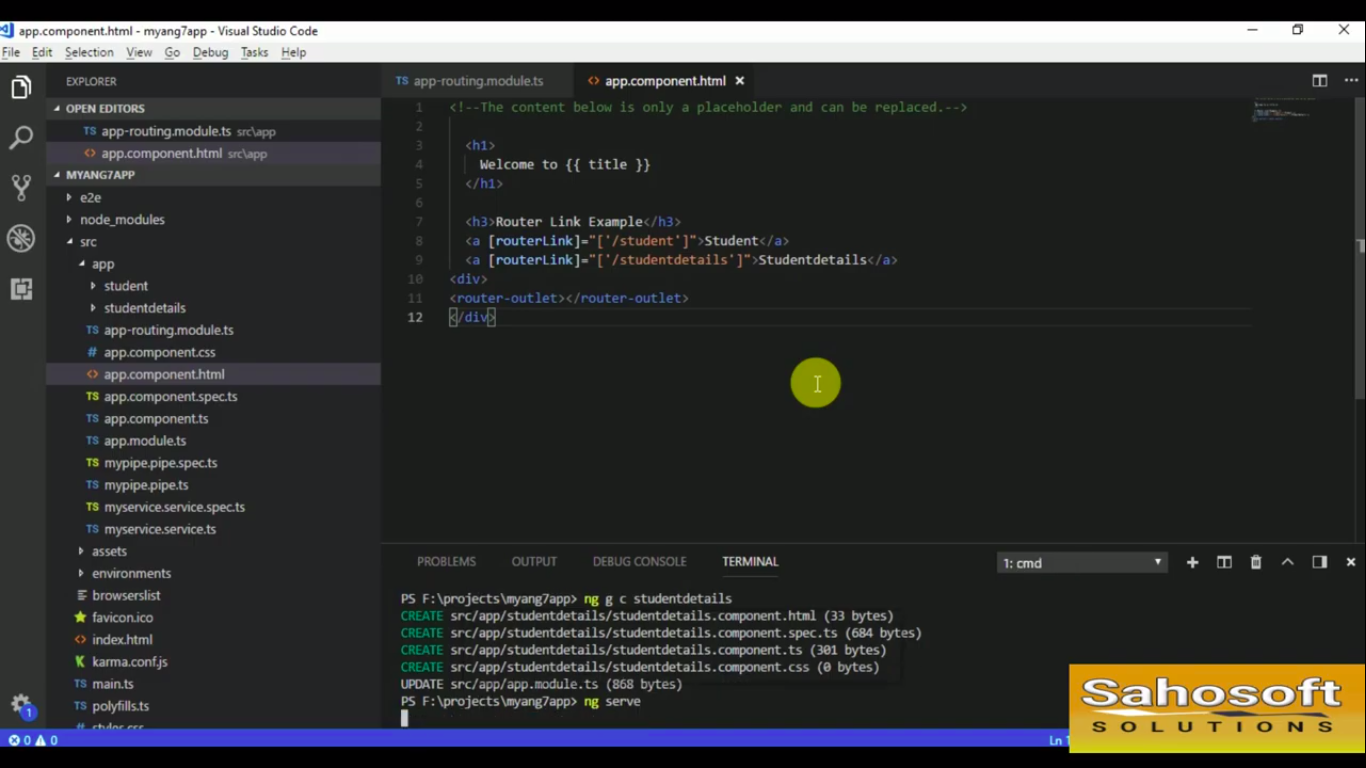 app.component.html - myang7app - Visual Studio Code
File Edit Selection View Go Debug Tasks Help
EXPLORER
OPEN EDITORS
TS app-routing.module.ts src\app
<> app.component.html src\app
MYANG7APP
e2e
node_modules
src
app
student
studentdetails
TS app-routing.module.ts
# app.component.css
<> app.component.html
TS app.component.spec.ts
TS app.component.ts
TS app.module.ts
TS mypipe.pipe.spec.ts
TS mypipe.pipe.ts
TS myservice.service.spec.ts
TS myservice.service.ts
assets
environments
browserslist
favicon.ico
<> index.html
K karma.conf.js
TS main.ts
TS polyfills.ts
styles.css
1
0 0
TS app-routing.module.ts <> app.component.html
1 <!--The content below is only a placeholder and can be replaced.-->
2
3 <h1>
4 Welcome to {{ title }}
5 </h1>
6
7 <h3>Router Link Example</h3>
8 <a [routerLink]="['/student']">Student</a>
9 <a [routerLink]="['/studentdetails']">Studentdetails</a>
10 <div>
11 <router-outlet></router-outlet>
12 </div>
PROBLEMS OUTPUT DEBUG CONSOLE TERMINAL 1: cmd
PS F:\projects\myang7app> ng g c studentdetails
CREATE src/app/studentdetails/studentdetails.component.html (33 bytes)
CREATE src/app/studentdetails/studentdetails.component.spec.ts (684 bytes)
CREATE src/app/studentdetails/studentdetails.component.ts (301 bytes)
CREATE src/app/studentdetails/studentdetails.component.css (0 bytes)
UPDATE src/app/app.module.ts (868 bytes)
PS F:\projects\myang7app> ng serve
Sahosoft
SOLUTIONS